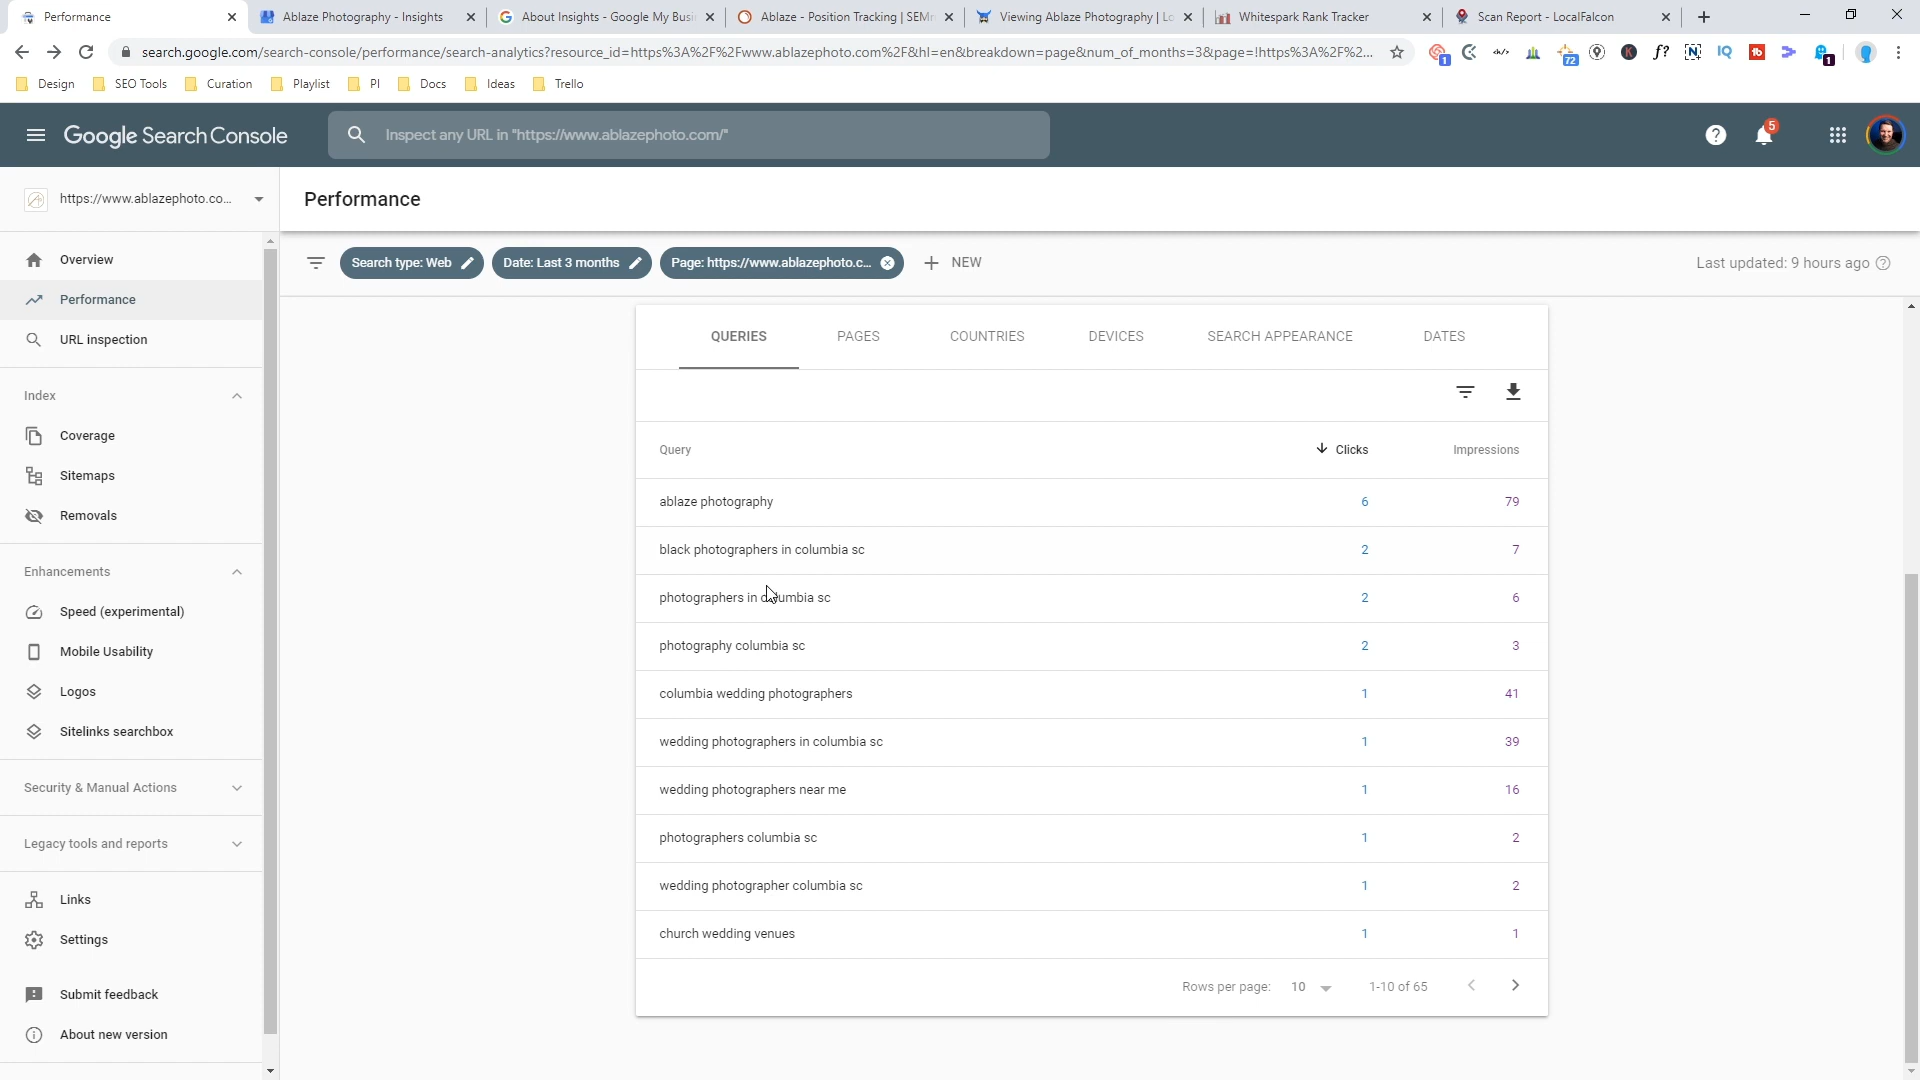 Performance
Ablaze Photography - Insights
About Insights - Google My Busi
Ablaze - Position Tracking | SEMr
Viewing Ablaze Photography | Lo
Whitespark Rank Tracker
Scan Report - LocalFalcon
search.google.com/search-console/performance/search-analytics?resource_id=https%3A%2F%2Fwww.ablazephoto.com%2F&hl=en&breakdown=page&num_of_months=3&page=!https%3A%2F%2...
1
72
1
Design
SEO Tools
Curation
Playlist
PI
Docs
Ideas
Trello
Google Search Console
Inspect any URL in "https://www.ablazephoto.com/"
5
https://www.ablazephoto.co...
Performance
Overview
Performance
URL inspection
Index
Coverage
Sitemaps
Removals
Enhancements
Speed (experimental)
Mobile Usability
Logos
Sitelinks searchbox
Security & Manual Actions
Legacy tools and reports
Links
Settings
Submit feedback
About new version
Search type: Web
Date: Last 3 months
Page: https://www.ablazephoto.c...
NEW
Last updated: 9 hours ago
QUERIES PAGES COUNTRIES DEVICES SEARCH APPEARANCE DATES
Query Clicks Impressions
ablaze photography 6 79
black photographers in columbia sc 2 7
photographers in columbia sc 2 6
photography columbia sc 2 3
columbia wedding photographers 1 41
wedding photographers in columbia sc 1 39
wedding photographers near me 1 16
photographers columbia sc 1 2
wedding photographer columbia sc 1 2
church wedding venues 1 1
Rows per page: 10 1-10 of 65